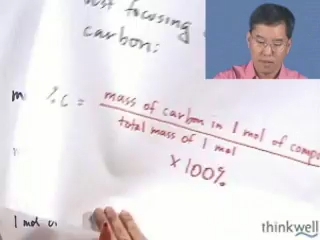 just focusing
carbon:
% C = mass of carbon in 1 mol of
total mass of 1 mol
× 100%
1 mol
thinkwell